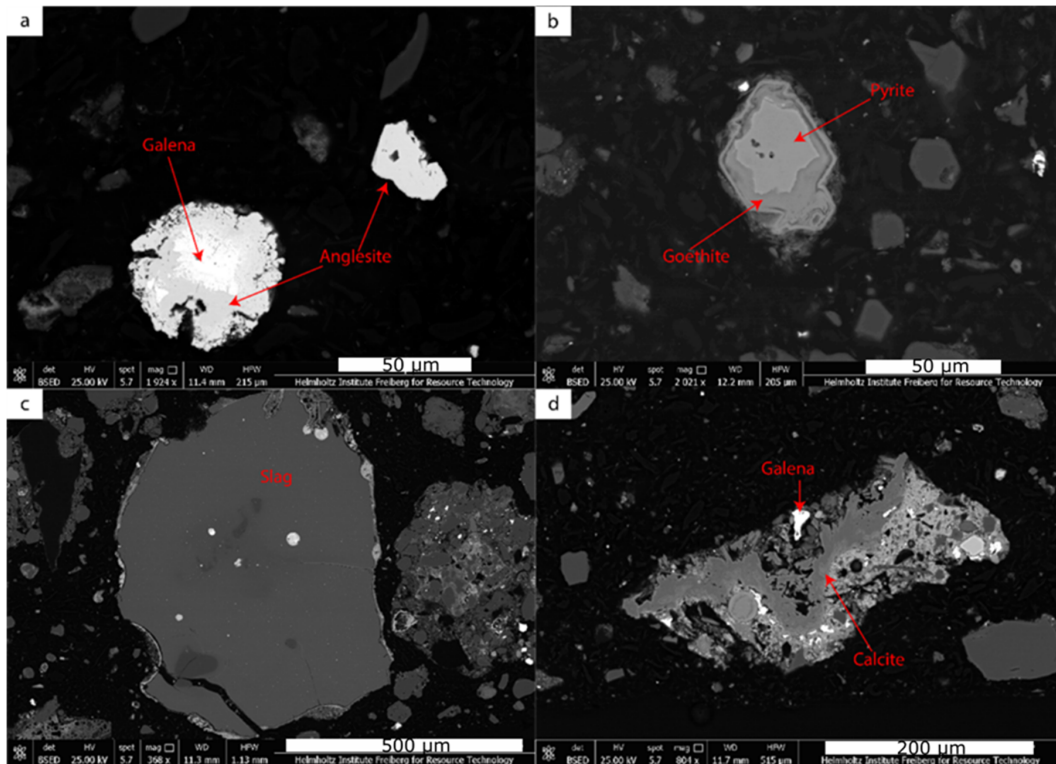 a
Galena
Anglesite
50 µm
det HV spot mag □ WD HFW
BSED 25.00 kV 5.7 1 924 x 11.4 mm 215 µm Helmholtz Institute Freiberg for Resource Technology
b
Pyrite
Goethite
50 µm
det HV spot mag □ WD HFW
BSED 25.00 kV 5.7 2 021 x 12.2 mm 205 µm Helmholtz Institute Freiberg for Resource Technology
c
Slag
500 µm
det HV spot mag □ WD HFW
BSED 25.00 kV 5.7 368 x 11.3 mm 1.13 mm Helmholtz Institute Freiberg for Resource Technology
d
Galena
Calcite
200 µm
det HV spot mag □ WD HFW
BSED 25.00 kV 5.7 804 x 11.7 mm 515 µm Helmholtz Institute Freiberg for Resource Technology